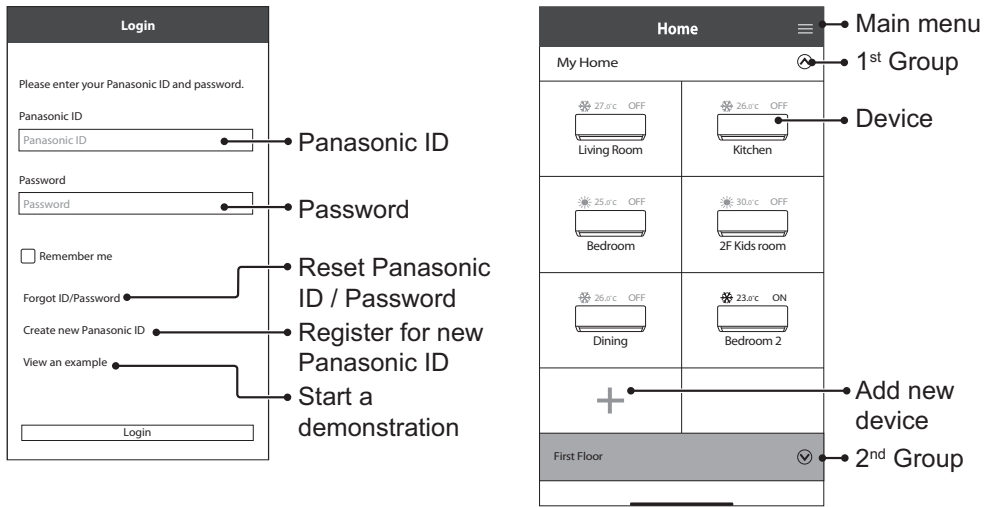 Login
Please enter your Panasonic ID and password.
Panasonic ID
Panasonic ID
Password
Password
Remember me
Forgot ID/Password
Create new Panasonic ID
View an example
Login
Panasonic ID
Password
Reset Panasonic
ID / Password
Register for new
Panasonic ID
Start a
demonstration
Home
My Home
27.0°C OFF
Living Room
26.0°C OFF
Kitchen
25.0°C OFF
Bedroom
30.0°C OFF
2F Kids room
26.0°C OFF
Dining
23.0°C ON
Bedroom 2
First Floor
Main menu
1st Group
Device
Add new
device
2nd Group